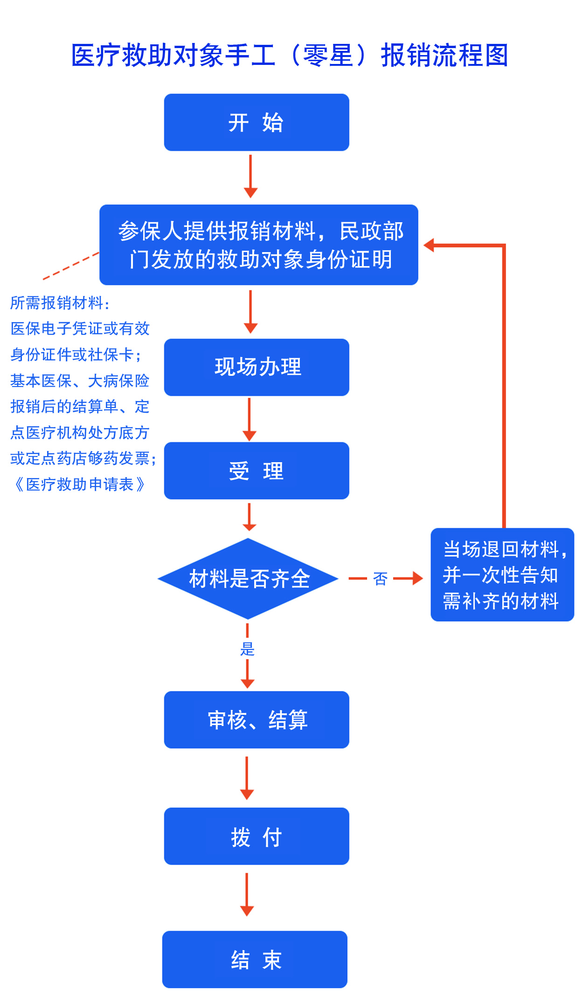 医疗救助对象手工（零星）报销流程图
开 始
参保人提供报销材料，民政部
门发放的救助对象身份证明
所需报销材料：
医保电子凭证或有效
身份证件或社保卡；
基本医保、大病保险
报销后的结算单、定
点医疗机构处方底方
或定点药店够药发票；
《医疗救助申请表》
现场办理
受 理
材料是否齐全
否
当场退回材料，
并一次性告知
需补齐的材料
是
审核、结算
拨 付
结 束